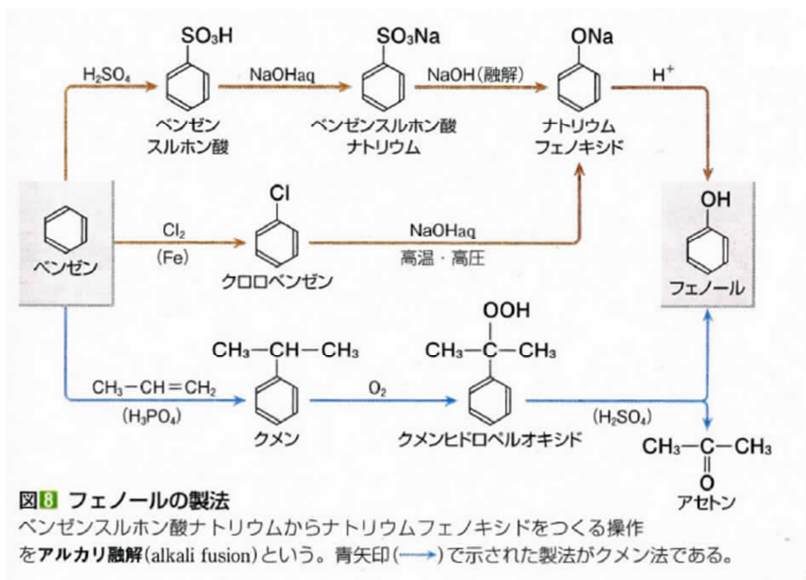 SO₃H
SO₃Na
ONa
H₂SO₄
NaOHaq
NaOH(融解)
H⁺
ベンゼン
スルホン酸
ベンゼンスルホン酸
ナトリウム
ナトリウム
フェノキシド
Cl
OH
Cl₂
(Fe)
NaOHaq
高温・高圧
ベンゼン
クロロベンゼン
フェノール
OOH
CH₃-CH-CH₃
CH₃-C-CH₃
CH₃-CH=CH₂
(H₃PO₄)
O₂
(H₂SO₄)
クメン
クメンヒドロペルオキシド
CH₃-C-CH₃
O
アセトン
図8 フェノールの製法
ベンゼンスルホン酸ナトリウムからナトリウムフェノキシドをつくる操作
をアルカリ融解(alkali fusion)という。青矢印(→)で示された製法がクメン法である。